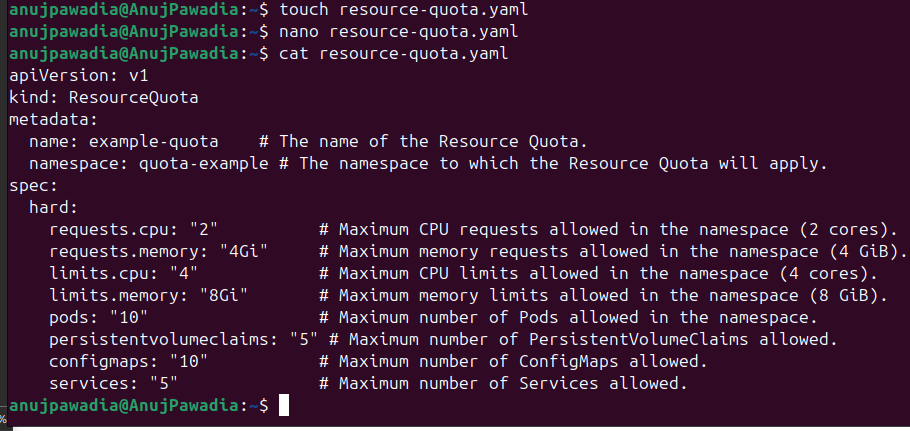 anujpawadia@AnujPawadia:~$ touch resource-quota.yaml
anujpawadia@AnujPawadia:~$ nano resource-quota.yaml
anujpawadia@AnujPawadia:~$ cat resource-quota.yaml
apiVersion: v1
kind: ResourceQuota
metadata:
  name: example-quota    # The name of the Resource Quota.
  namespace: quota-example # The namespace to which the Resource Quota will apply.
spec:
  hard:
    requests.cpu: "2"          # Maximum CPU requests allowed in the namespace (2 cores).
    requests.memory: "4Gi"     # Maximum memory requests allowed in the namespace (4 GiB).
    limits.cpu: "4"            # Maximum CPU limits allowed in the namespace (4 cores).
    limits.memory: "8Gi"       # Maximum memory limits allowed in the namespace (8 GiB).
    pods: "10"                 # Maximum number of Pods allowed in the namespace.
    persistentvolumeclaims: "5" # Maximum number of PersistentVolumeClaims allowed.
    configmaps: "10"           # Maximum number of ConfigMaps allowed.
    services: "5"              # Maximum number of Services allowed.
anujpawadia@AnujPawadia:~$
%